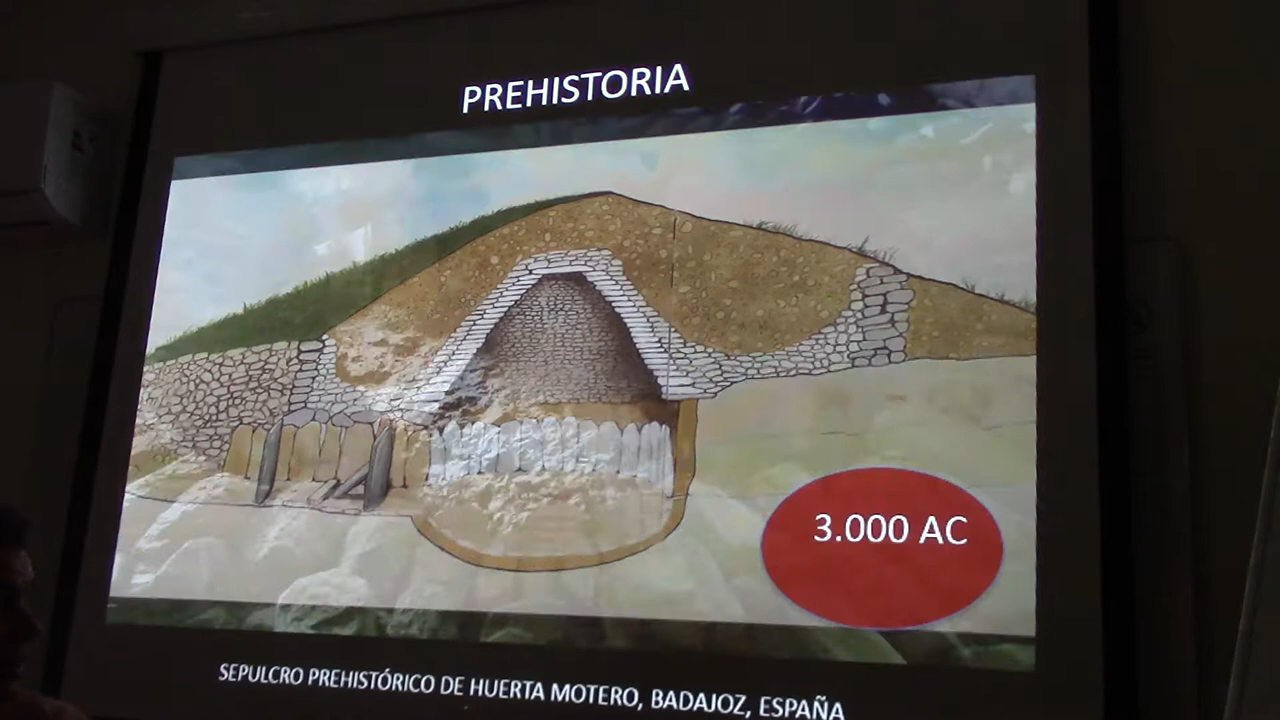 PREHISTORIA
3.000 AC
SEPULCRO PREHISTÓRICO DE HUERTA MOTERO, BADAJOZ, ESPAÑA